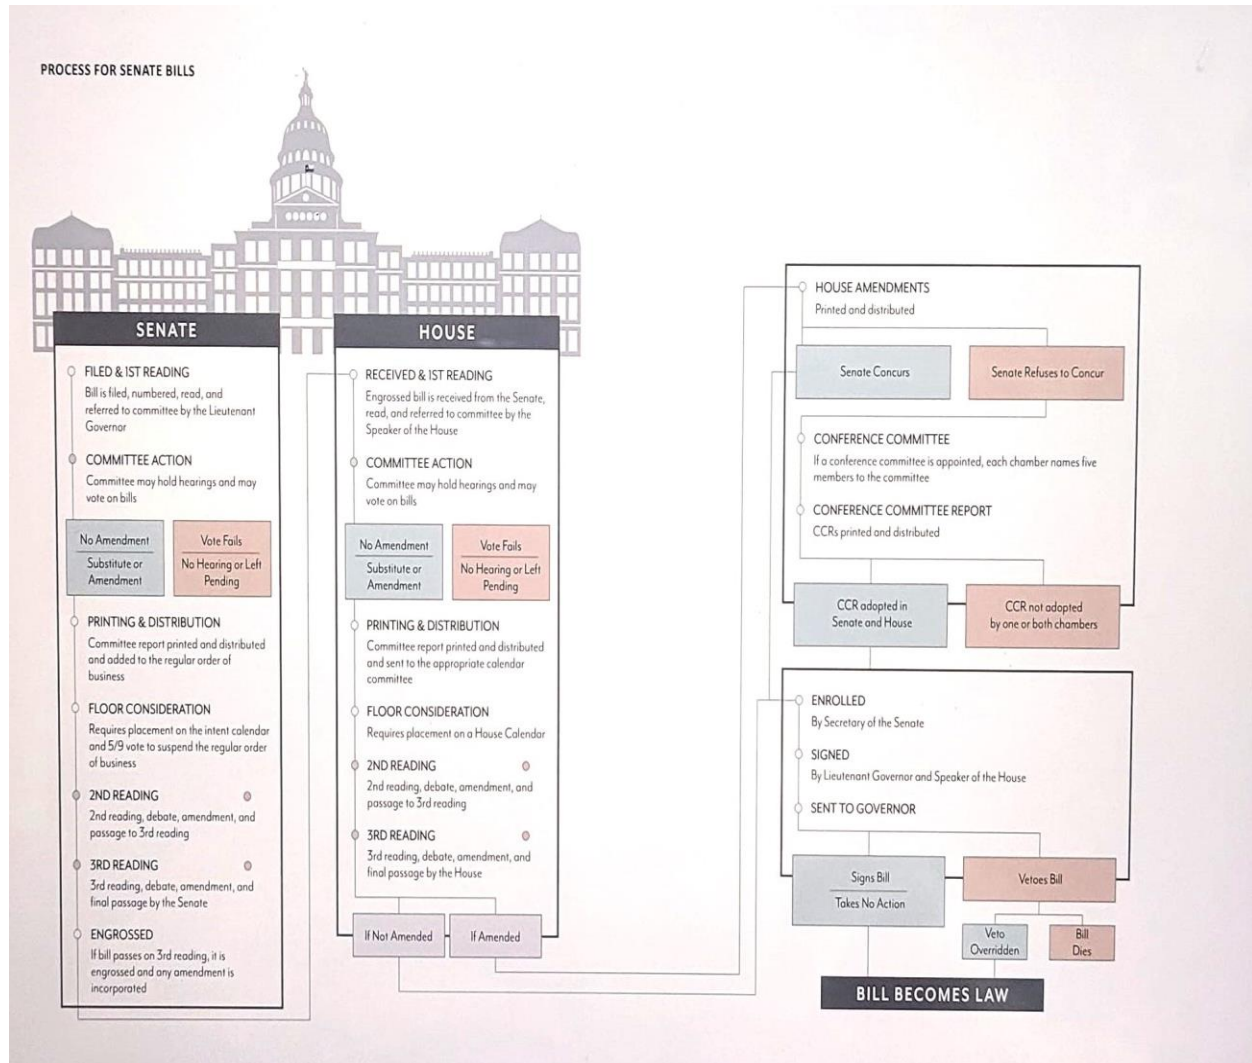 PROCESS FOR SENATE BILLS
SENATE
FILED & 1ST READING
Bill is filed, numbered, read, and
referred to committee by the Lieutenant
Governor
COMMITTEE ACTION
Committee may hold hearings and may
vote on bills
No Amendment
Substitute or
Amendment
Vote Fails
No Hearing or Left
Pending
PRINTING & DISTRIBUTION
Committee report printed and distributed
and added to the regular order of
business
FLOOR CONSIDERATION
Requires placement on the intent calendar
and 5/9 vote to suspend the regular order
of business
2ND READING
2nd reading, debate, amendment, and
passage to 3rd reading
3RD READING
3rd reading, debate, amendment, and
final passage by the Senate
ENGROSSED
If bill passes on 3rd reading, it is
engrossed and any amendment is
incorporated
HOUSE
RECEIVED & 1ST READING
Engrossed bill is received from the Senate,
read, and referred to committee by the
Speaker of the House
COMMITTEE ACTION
Committee may hold hearings and may
vote on bills
No Amendment
Substitute or
Amendment
Vote Fails
No Hearing or Left
Pending
PRINTING & DISTRIBUTION
Committee report printed and distributed
and sent to the appropriate calendar
committee
FLOOR CONSIDERATION
Requires placement on a House Calendar
2ND READING
2nd reading, debate, amendment, and
passage to 3rd reading
3RD READING
3rd reading, debate, amendment, and
final passage by the House
If Not Amended
If Amended
HOUSE AMENDMENTS
Printed and distributed
Senate Concurs
Senate Refuses to Concur
CONFERENCE COMMITTEE
If a conference committee is appointed, each chamber names five
members to the committee
CONFERENCE COMMITTEE REPORT
CCRs printed and distributed
CCR adopted in
Senate and House
CCR not adopted
by one or both chambers
ENROLLED
By Secretary of the Senate
SIGNED
By Lieutenant Governor and Speaker of the House
SENT TO GOVERNOR
Signs Bill
Takes No Action
Vetoes Bill
Veto
Overridden
Bill
Dies
BILL BECOMES LAW